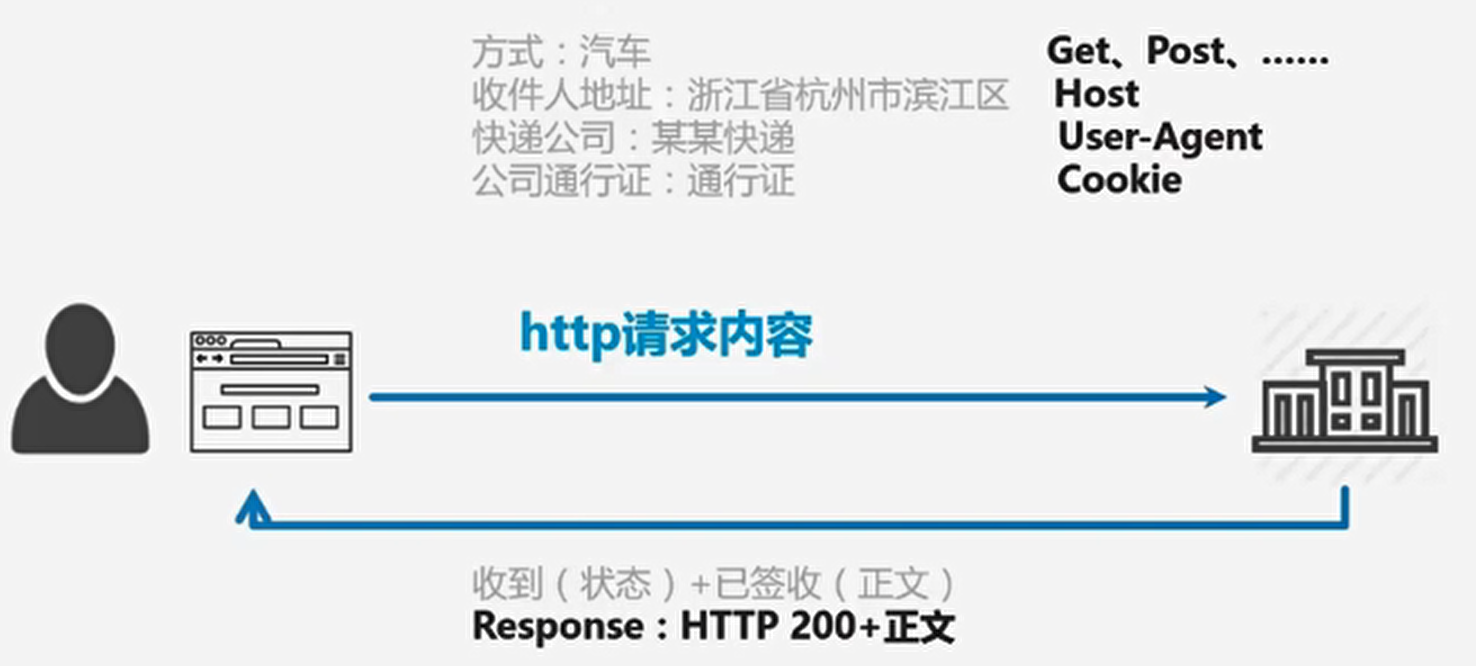 方式：汽车 Get、Post、……
收件人地址：浙江省杭州市滨江区 Host
快递公司：某某快递 User-Agent
公司通行证：通行证 Cookie
http请求内容
收到（状态）+已签收（正文）
Response：HTTP 200+正文